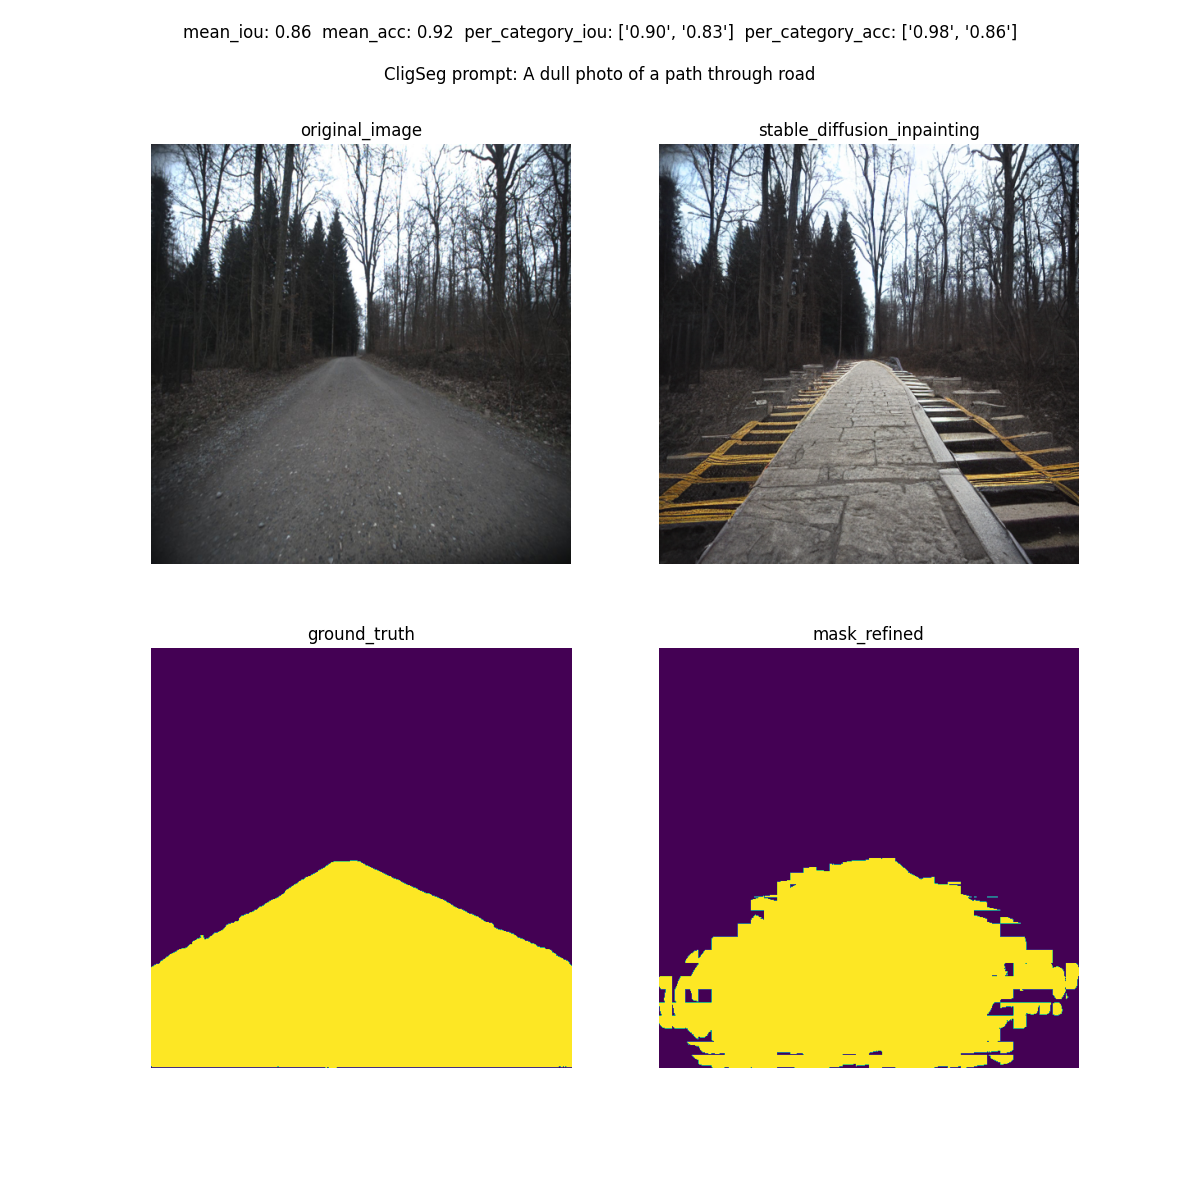 mean_iou: 0.86  mean_acc: 0.92  per_category_iou: ['0.90', '0.83']  per_category_acc: ['0.98', '0.86']
CligSeg prompt: A dull photo of a path through road
original_image
stable_diffusion_inpainting
ground_truth
mask_refined